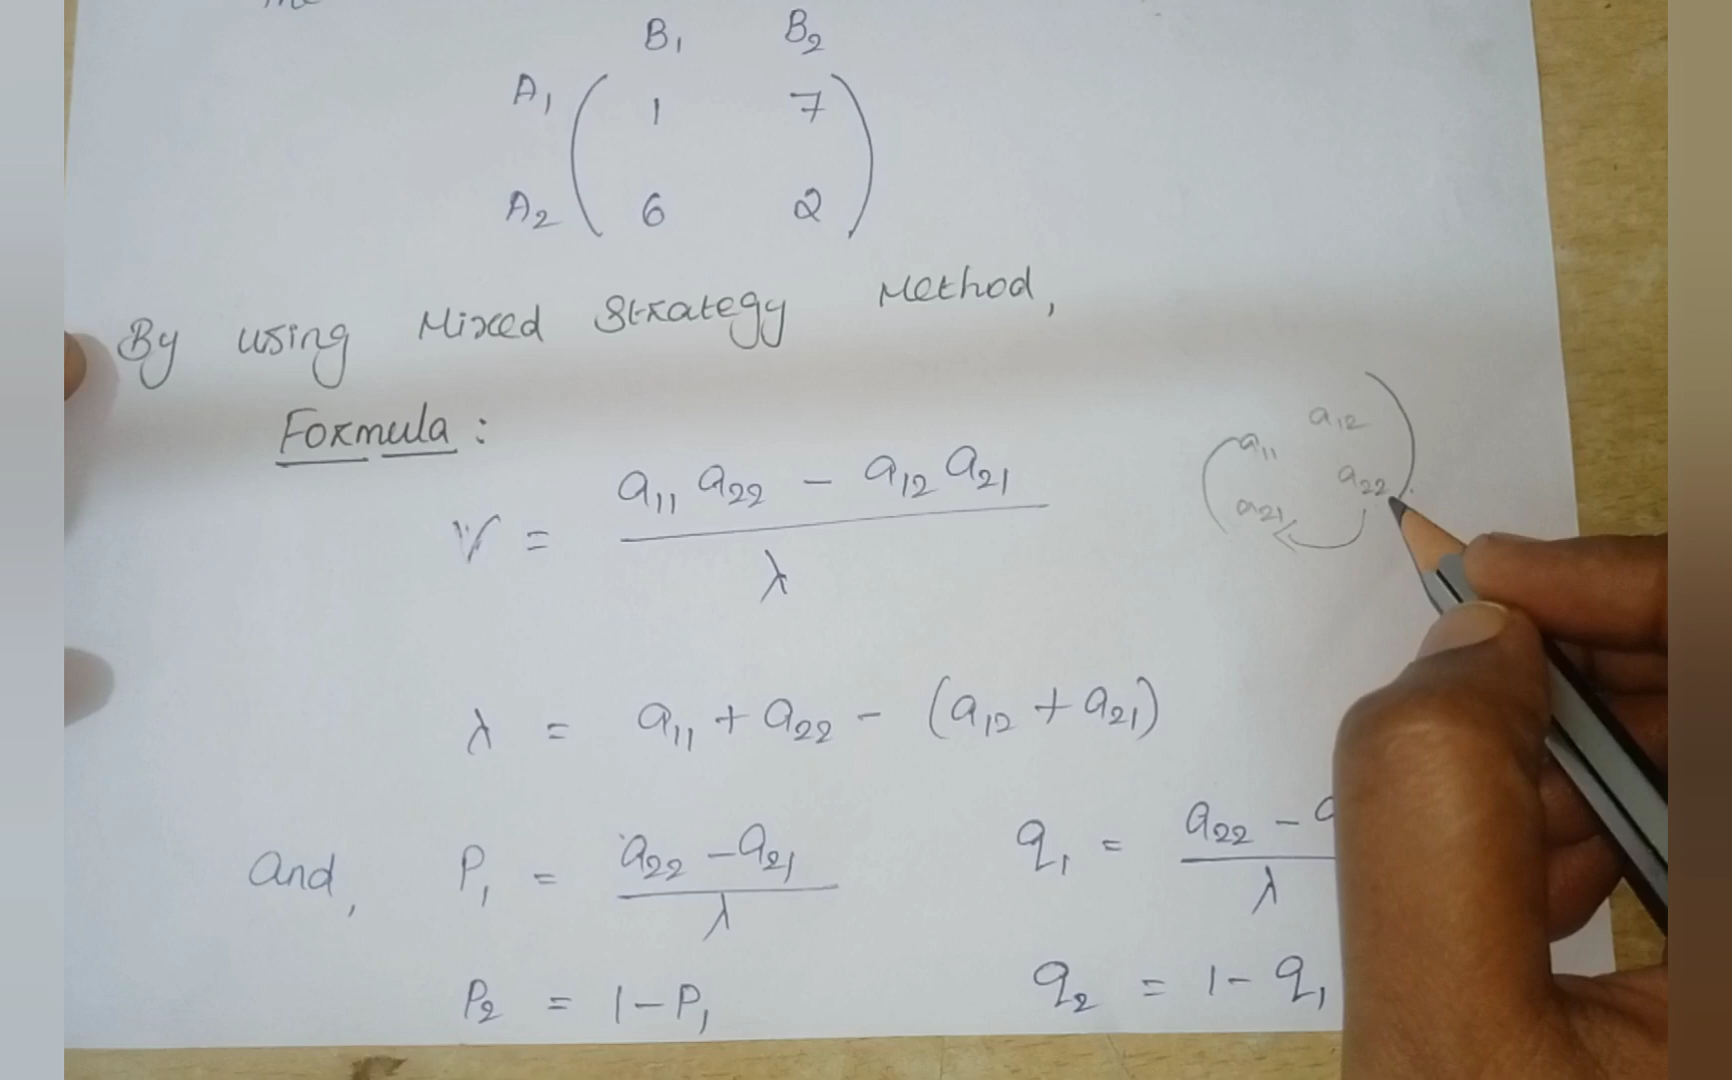 B₁ B₂
A₁ ( 1 7 )
A₂ ( 6 2 )
By using Mixed Strategy Method,
Formula :
V = (a₁₁ a₂₂ - a₁₂ a₂₁) / λ
a₁₁ a₁₂
a₂₁ a₂₂
λ = a₁₁ + a₂₂ - (a₁₂ + a₂₁)
And, P₁ = (a₂₂ - a₂₁) / λ q₁ = a₂₂ - / λ
P₂ = 1 - P₁ q₂ = 1 - q₁